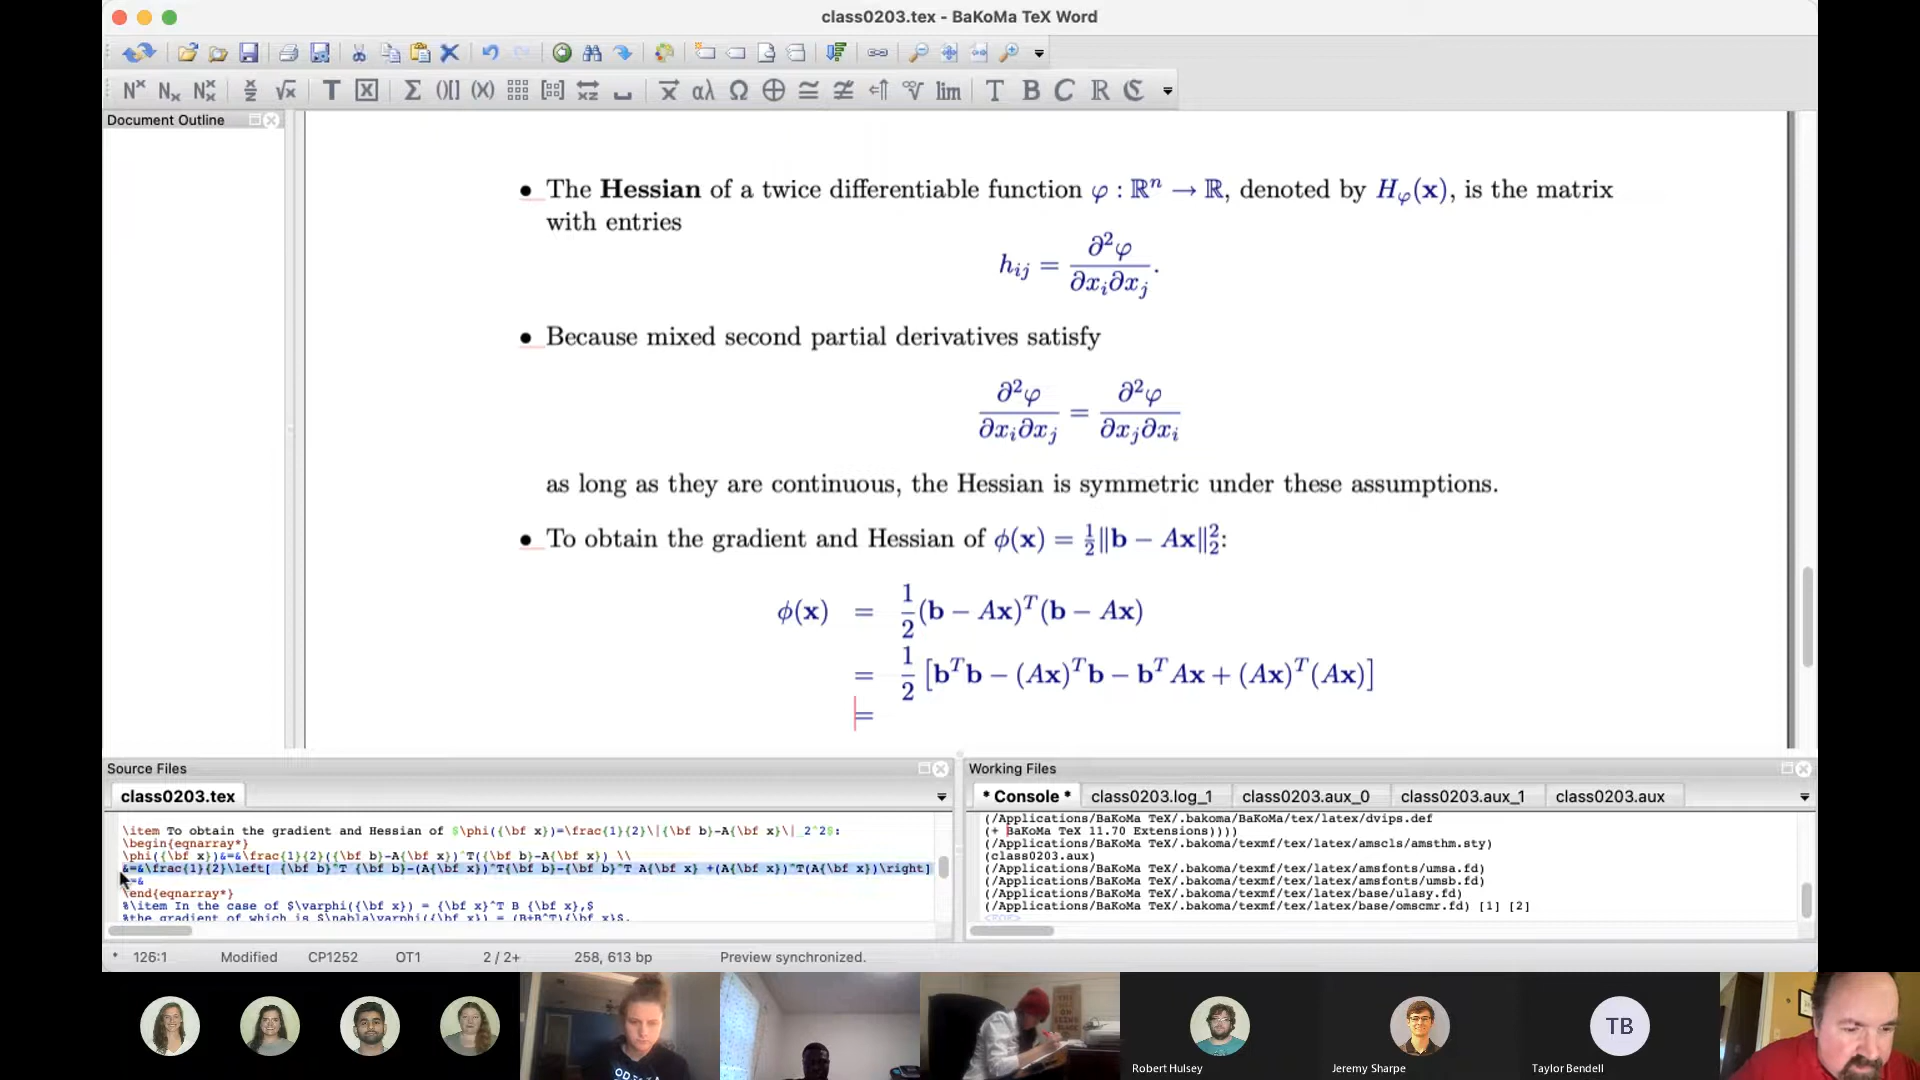 class0203.tex - BaKoMa TeX Word
Document Outline
• The Hessian of a twice differentiable function φ : ℝⁿ → ℝ, denoted by H_φ(x), is the matrix
with entries
h_{ij} = ∂²φ / ∂x_i∂x_j .
• Because mixed second partial derivatives satisfy
∂²φ / ∂x_i∂x_j = ∂²φ / ∂x_j∂x_i
as long as they are continuous, the Hessian is symmetric under these assumptions.
• To obtain the gradient and Hessian of ϕ(x) = ½‖b − Ax‖₂²:
ϕ(x) = 1/2 (b − Ax)ᵀ(b − Ax)
= 1/2 [bᵀb − (Ax)ᵀb − bᵀAx + (Ax)ᵀ(Ax)]
=
Source Files
class0203.tex
\item To obtain the gradient and Hessian of $\phi({\bf x})=\frac{1}{2}\|{\bf b}-A{\bf x}\|_2^2$:
\begin{eqnarray*}
\phi({\bf x})&=&\frac{1}{2}({\bf b}-A{\bf x})^T({\bf b}-A{\bf x}) \\
&=&\frac{1}{2}\left[ {\bf b}^T {\bf b}-(A{\bf x})^T{\bf b}-{\bf b}^T A{\bf x} +(A{\bf x})^T(A{\bf x})\right]
=&
\end{eqnarray*}
%\item In the case of $\varphi({\bf x}) = {\bf x}^T B {\bf x},$
%the gradient of which is $\nabla\varphi({\bf x}) = (B+B^T){\bf x}$.
Working Files
* Console * class0203.log_1 class0203.aux_0 class0203.aux_1 class0203.aux
(/Applications/BaKoMa TeX/.bakoma/BaKoMa/tex/latex/dvips.def
(+ BaKoMa TeX 11.70 Extensions))))
(/Applications/BaKoMa TeX/.bakoma/texmf/tex/latex/amscls/amsthm.sty)
(class0203.aux)
(/Applications/BaKoMa TeX/.bakoma/texmf/tex/latex/amsfonts/umsa.fd)
(/Applications/BaKoMa TeX/.bakoma/texmf/tex/latex/amsfonts/umsb.fd)
(/Applications/BaKoMa TeX/.bakoma/texmf/tex/latex/base/ulasy.fd)
(/Applications/BaKoMa TeX/.bakoma/texmf/tex/latex/base/omscmr.fd) [1] [2]
* 126:1 Modified CP1252 OT1 2 / 2+ 258, 613 bp Preview synchronized.
TB
Robert Hulsey
Jeremy Sharpe
Taylor Bendell